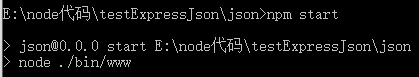 E:\node代码\testExpressJson\json>npm start
> json@0.0.0 start E:\node代码\testExpressJson\json
> node ./bin/www